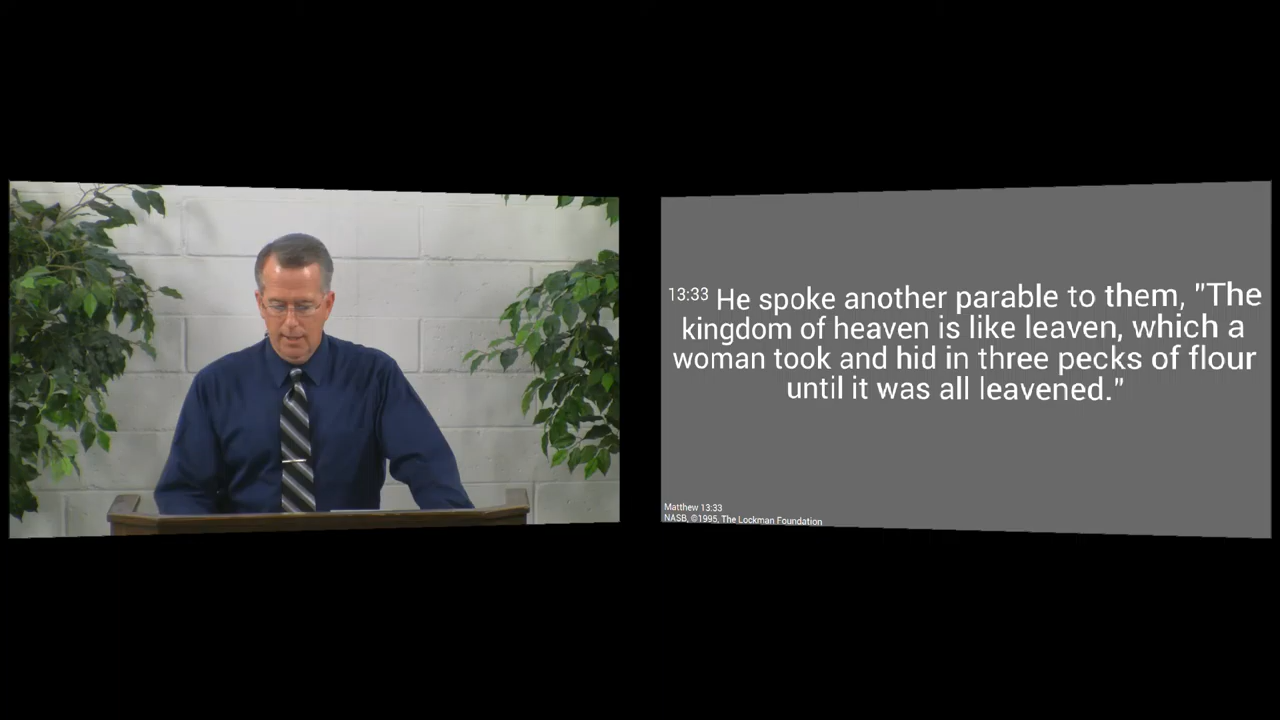 13:33 He spoke another parable to them, "The
kingdom of heaven is like leaven, which a
woman took and hid in three pecks of flour
until it was all leavened."
Matthew 13:33
NASB, ©1995, The Lockman Foundation